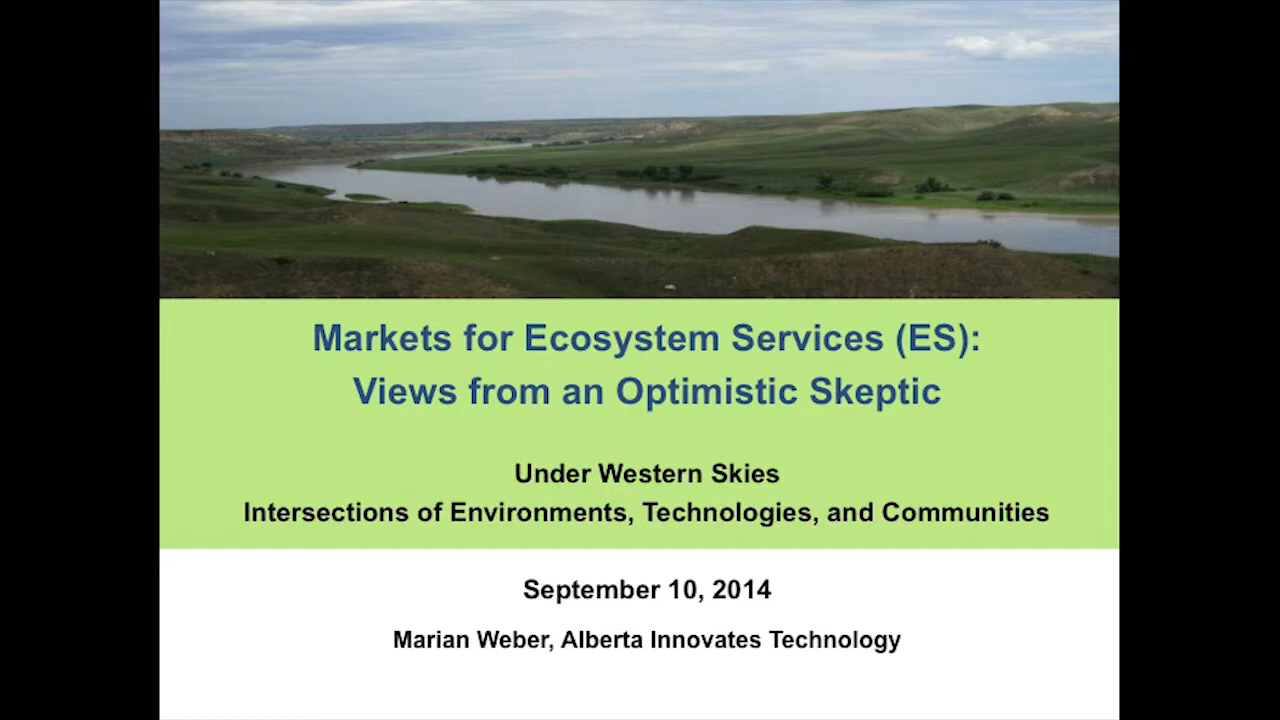 Markets for Ecosystem Services (ES):
Views from an Optimistic Skeptic
Under Western Skies
Intersections of Environments, Technologies, and Communities
September 10, 2014
Marian Weber, Alberta Innovates Technology